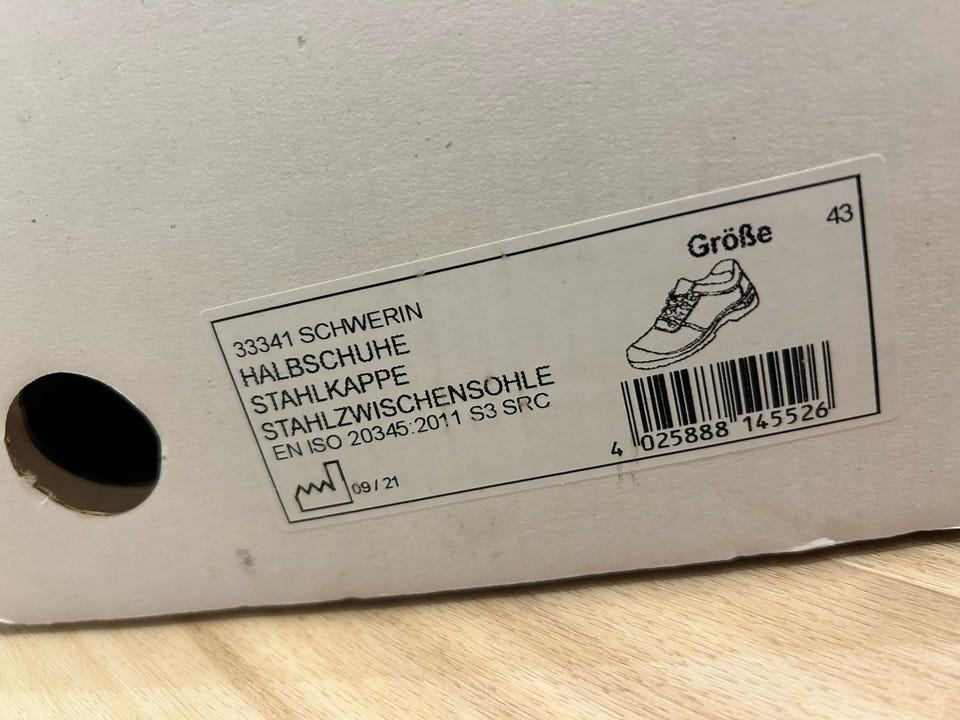 33341 SCHWERIN
HALBSCHUHE
STAHLKAPPE
STAHLZWISCHENSOHLE
EN ISO 20345:2011 S3 SRC
09 / 21
Größe 43
4 025888 145526